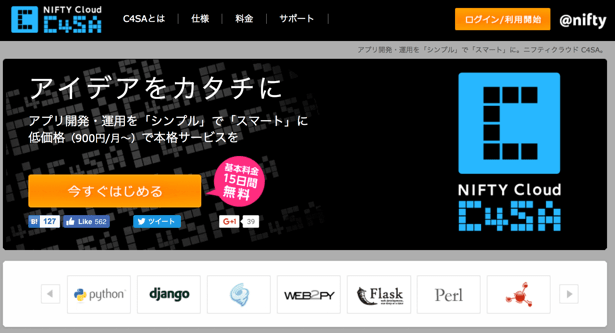 NIFTY Cloud
C4SA
C4SAとは
仕様
料金
サポート
ログイン/利用開始
@nifty
アプリ開発・運用を「シンプル」で「スマート」に。ニフティクラウド C4SA。
アイデアをカタチに
アプリ開発・運用を「シンプル」で「スマート」に
低価格（900円/月〜）で本格サービスを
今すぐはじめる
基本料金
15日間
無料
B! 127
Like 562
ツイート
G+1 39
NIFTY Cloud
C4SA
python
django
WEB2PY
Flask
web development,
one drop at a time
Perl